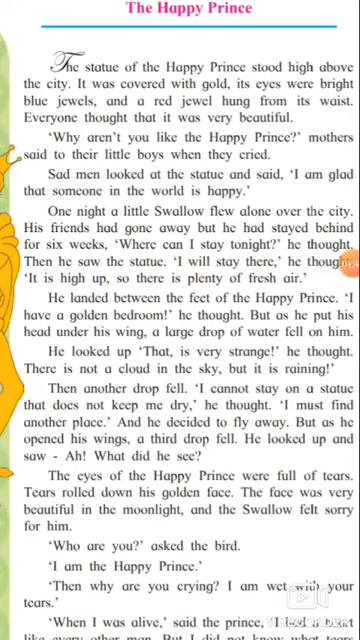 The Happy Prince
The statue of the Happy Prince stood high above
the city. It was covered with gold, its eyes were bright
blue jewels, and a red jewel hung from its waist.
Everyone thought that it was very beautiful.
'Why aren't you like the Happy Prince?' mothers
said to their little boys when they cried.
Sad men looked at the statue and said, 'I am glad
that someone in the world is happy.'
One night a little Swallow flew alone over the city.
His friends had gone away but he had stayed behind
for six weeks, 'Where can I stay tonight?' he thought.
Then he saw the statue. 'I will stay there,' he thought.
'It is high up, so there is plenty of fresh air.'
He landed between the feet of the Happy Prince. 'I
have a golden bedroom!' he thought. But as he put his
head under his wing, a large drop of water fell on him.
He looked up 'That, is very strange!' he thought.
There is not a cloud in the sky, but it is raining!'
Then another drop fell. 'I cannot stay on a statue
that does not keep me dry,' he thought. 'I must find
another place.' And he decided to fly away. But as he
opened his wings, a third drop fell. He looked up and
saw - Ah! What did he see?
The eyes of the Happy Prince were full of tears.
Tears rolled down his golden face. The face was very
beautiful in the moonlight, and the Swallow felt sorry
for him.
'Who are you?' asked the bird.
'I am the Happy Prince.'
'Then why are you crying? I am wet with your
tears.'
'When I was alive,' said the prince, 'I had a heart
like every other man. But I did not know what tears